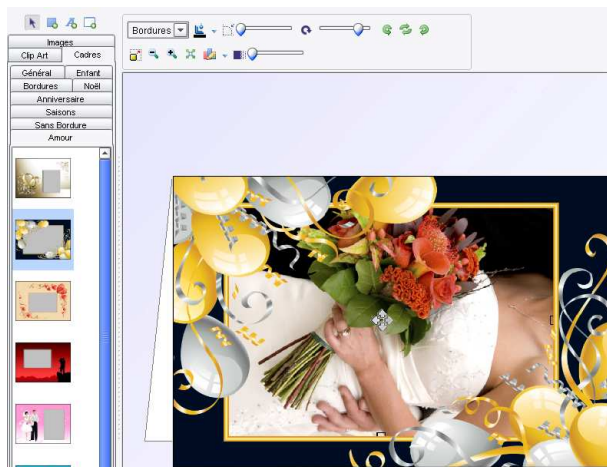 Bordures
Images
Clip Art
Cadres
Général
Enfant
Bordures
Noël
Anniversaire
Saisons
Sans Bordure
Amour